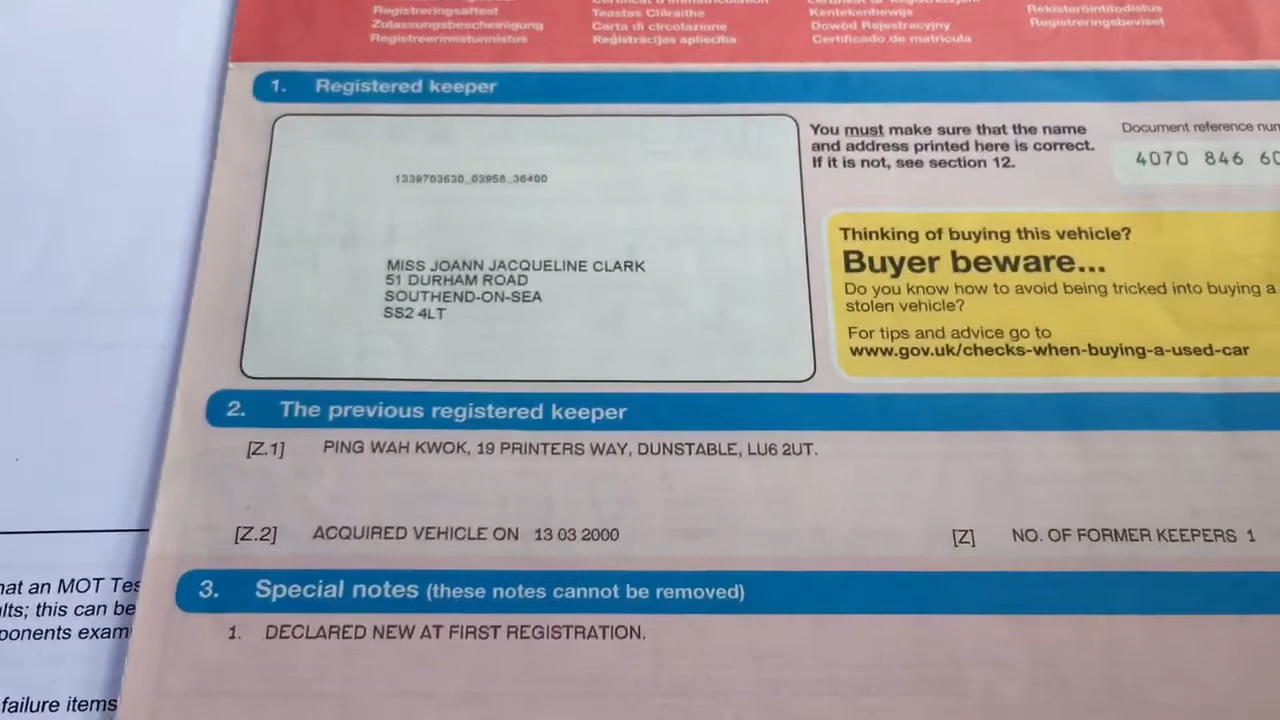 Registreringsattest
Teastas Cláraithe
Kentekenbewijs
Rekisteröintitodistus
Zulassungsbescheinigung
Carta di circolazione
Dowód Rejestracyjny
Registreringsbeviset
Registreerimistunnistus
Reģistrācijas apliecība
Certificado de matrícula
1. Registered keeper
1339703630_03958_36400
MISS JOANN JACQUELINE CLARK
51 DURHAM ROAD
SOUTHEND-ON-SEA
SS2 4LT
You must make sure that the name
and address printed here is correct.
If it is not, see section 12.
Document reference num
4070 846 60
Thinking of buying this vehicle?
Buyer beware...
Do you know how to avoid being tricked into buying a
stolen vehicle?
For tips and advice go to
www.gov.uk/checks-when-buying-a-used-car
2. The previous registered keeper
[Z.1] PING WAH KWOK, 19 PRINTERS WAY, DUNSTABLE, LU6 2UT.
[Z.2] ACQUIRED VEHICLE ON 13 03 2000
[Z] NO. OF FORMER KEEPERS 1
3. Special notes (these notes cannot be removed)
1. DECLARED NEW AT FIRST REGISTRATION.
hat an MOT Tes
ults; this can be
ponents exam
failure items